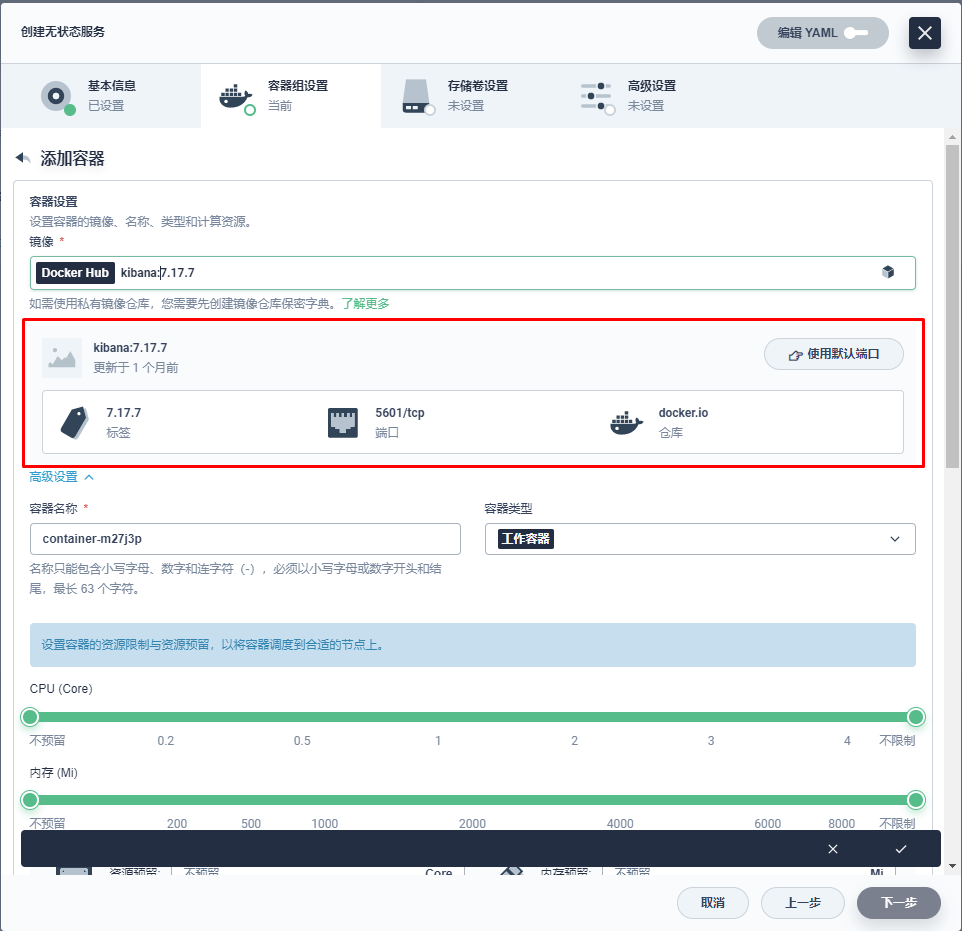 创建无状态服务
编辑 YAML
基本信息
已设置
容器组设置
当前
存储卷设置
未设置
高级设置
未设置
添加容器
容器设置
设置容器的镜像、名称、类型和计算资源。
镜像 *
Docker Hub kibana:7.17.7
如需使用私有镜像仓库，您需要先创建镜像仓库保密字典。了解更多
kibana:7.17.7
更新于 1 个月前
使用默认端口
7.17.7
标签
5601/tcp
端口
docker.io
仓库
高级设置
容器名称 *
容器类型
container-m27j3p
工作容器
名称只能包含小写字母、数字和连字符（-），必须以小写字母或数字开头和结
尾，最长 63 个字符。
设置容器的资源限制与资源预留，以将容器调度到合适的节点上。
CPU (Core)
不预留 0.2 0.5 1 2 3 4 不限制
内存 (Mi)
不预留 200 500 1000 2000 4000 6000 8000 不限制
资源预留: 不预留 Core 内存预留: 不预留 Mi
取消
上一步
下一步